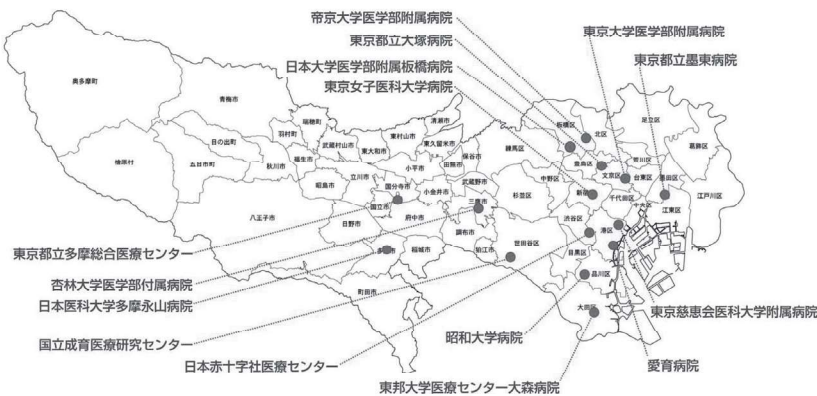 帝京大学医学部附属病院
東京都立大塚病院
日本大学医学部附属板橋病院
東京女子医科大学病院
東京大学医学部附属病院
東京都立墨東病院
奥多摩町
青梅市
瑞穂町
羽村町
日の出町
五日市町
檜原村
秋川市
福生市
武蔵村山市
東大和市
東村山市
清瀬市
東久留米市
昭島市
立川市
小平市
田無市
保谷市
国分寺市
小金井市
武蔵野市
国立市
府中市
三鷹市
八王子市
日野市
調布市
稲城市
狛江市
町田市
練馬区
板橋区
北区
足立区
葛飾区
荒川区
豊島区
文京区
台東区
墨田区
中野区
新宿区
千代田区
江戸川区
江東区
杉並区
渋谷区
港区
中央区
世田谷区
目黒区
品川区
大田区
東京都立多摩総合医療センター
杏林大学医学部付属病院
日本医科大学多摩永山病院
国立成育医療研究センター
日本赤十字社医療センター
東邦大学医療センター大森病院
昭和大学病院
愛育病院
東京慈恵会医科大学附属病院